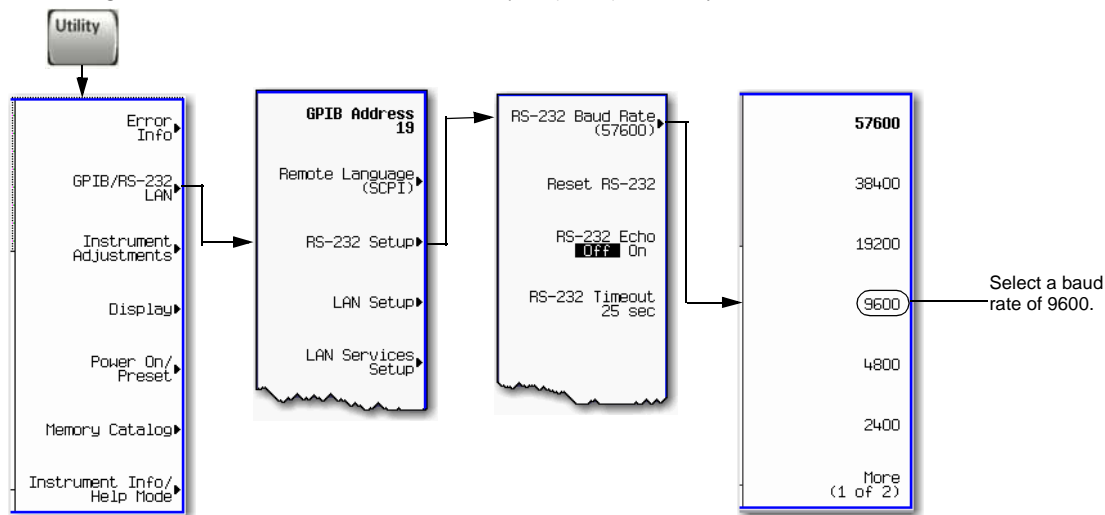 Utility
Error
Info
GPIB/RS-232
LAN
Instrument
Adjustments
Display
Power On/
Preset
Memory Catalog
Instrument Info/
Help Mode
GPIB Address
19
Remote Language
(SCPI)
RS-232 Setup
LAN Setup
LAN Services
Setup
RS-232 Baud Rate
(57600)
Reset RS-232
RS-232 Echo
Off On
RS-232 Timeout
25 sec
57600
38400
19200
9600
4800
2400
More
(1 of 2)
Select a baud
rate of 9600.